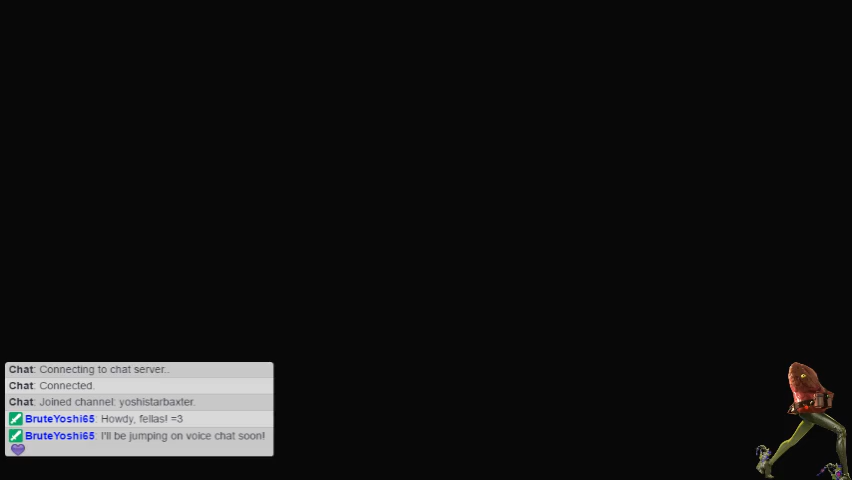 Chat: Connecting to chat server..
Chat: Connected.
Chat: Joined channel: yoshistarbaxter.
BruteYoshi65: Howdy, fellas! =3
BruteYoshi65: I'll be jumping on voice chat soon!